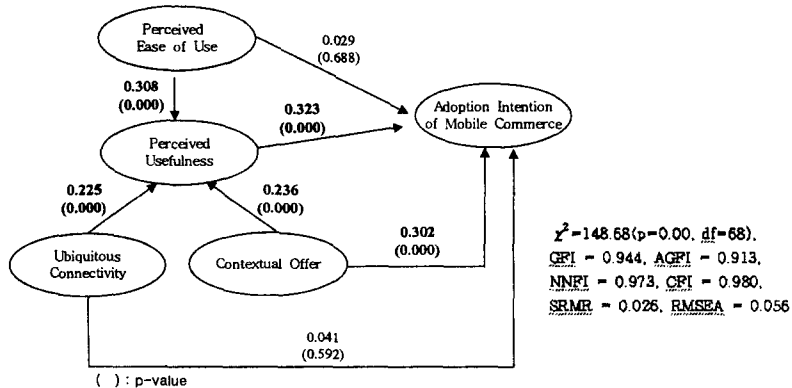 Perceived
Ease of Use
0.029
(0.688)
0.308
(0.000)
0.323
(0.000)
Adoption Intention
of Mobile Commerce
Perceived
Usefulness
0.225
(0.000)
0.236
(0.000)
0.302
(0.000)
Ubiquitous
Connectivity
Contextual Offer
χ²=148.68(p=0.00, df=68),
GFI = 0.944, AGFI = 0.913,
NNFI = 0.973, CFI = 0.980,
SRMR = 0.026, RMSEA = 0.056
0.041
(0.592)
( ) : p-value